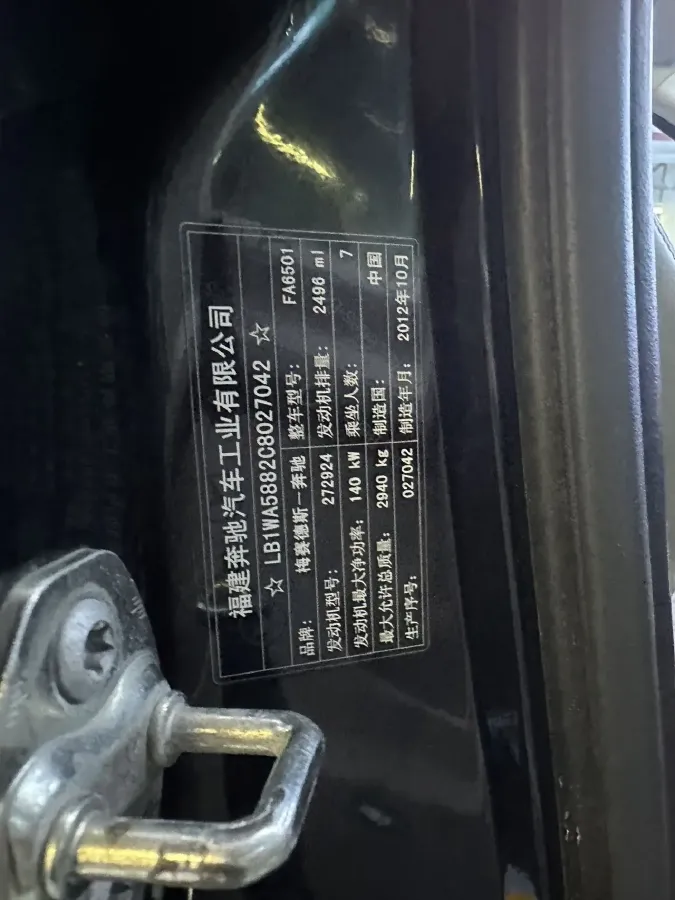 福建奔驰汽车工业有限公司
☆ LB1WA5882C8027042 ☆
品牌: 梅赛德斯—奔驰 整车型号: FA6501
发动机型号: 272924 发动机排量: 2496 ml
发动机最大净功率: 140 kW 乘坐人数: 7
最大允许总质量: 2940 kg 制造国: 中国
生产序号: 027042 制造年月: 2012年10月